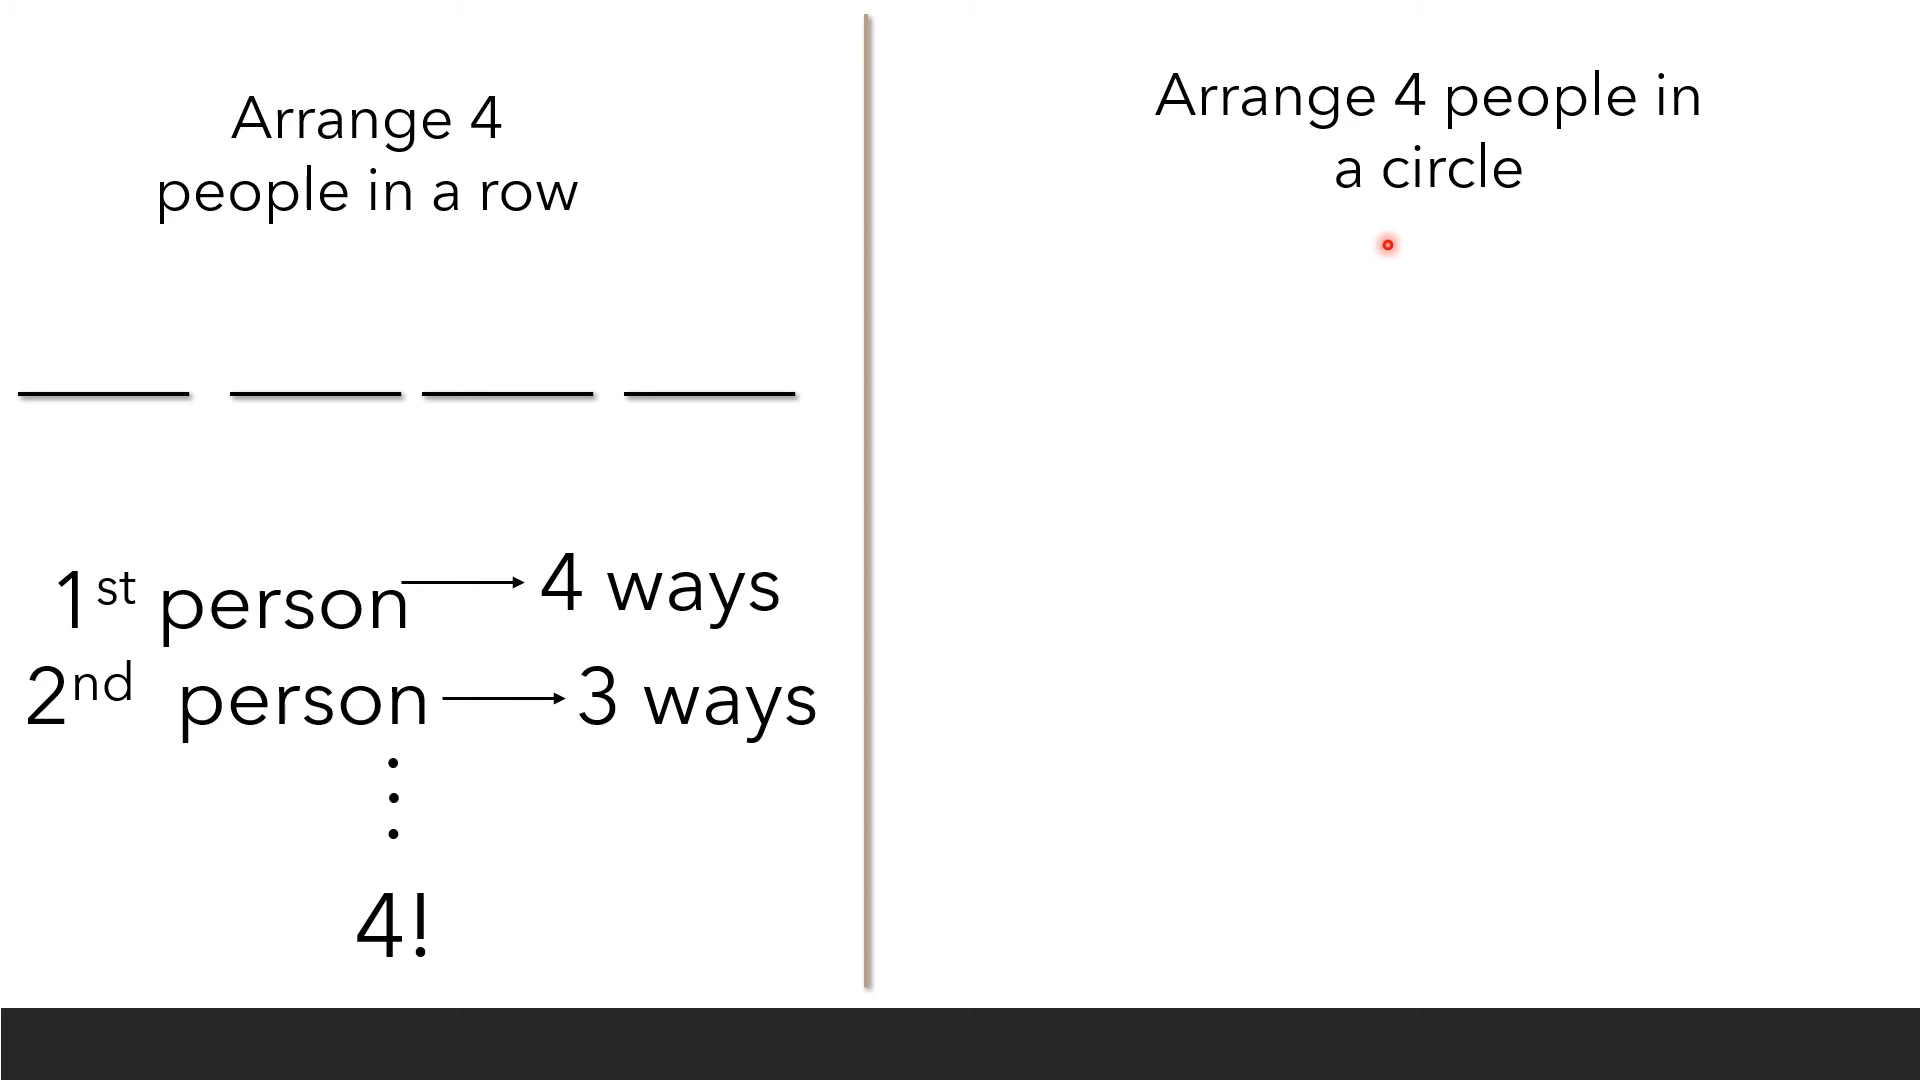 Arrange 4
people in a row
1st person 4 ways
2nd person 3 ways
4!
Arrange 4 people in
a circle